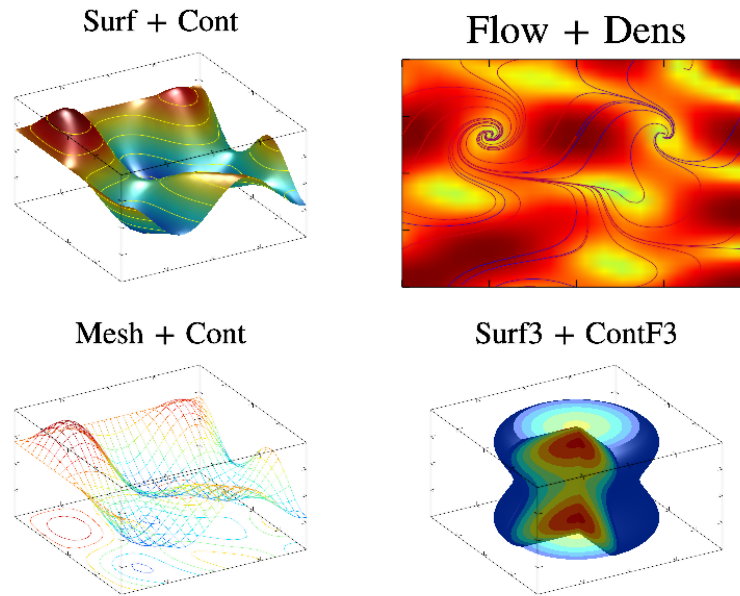 Surf + Cont
Flow + Dens
Mesh + Cont
Surf3 + ContF3